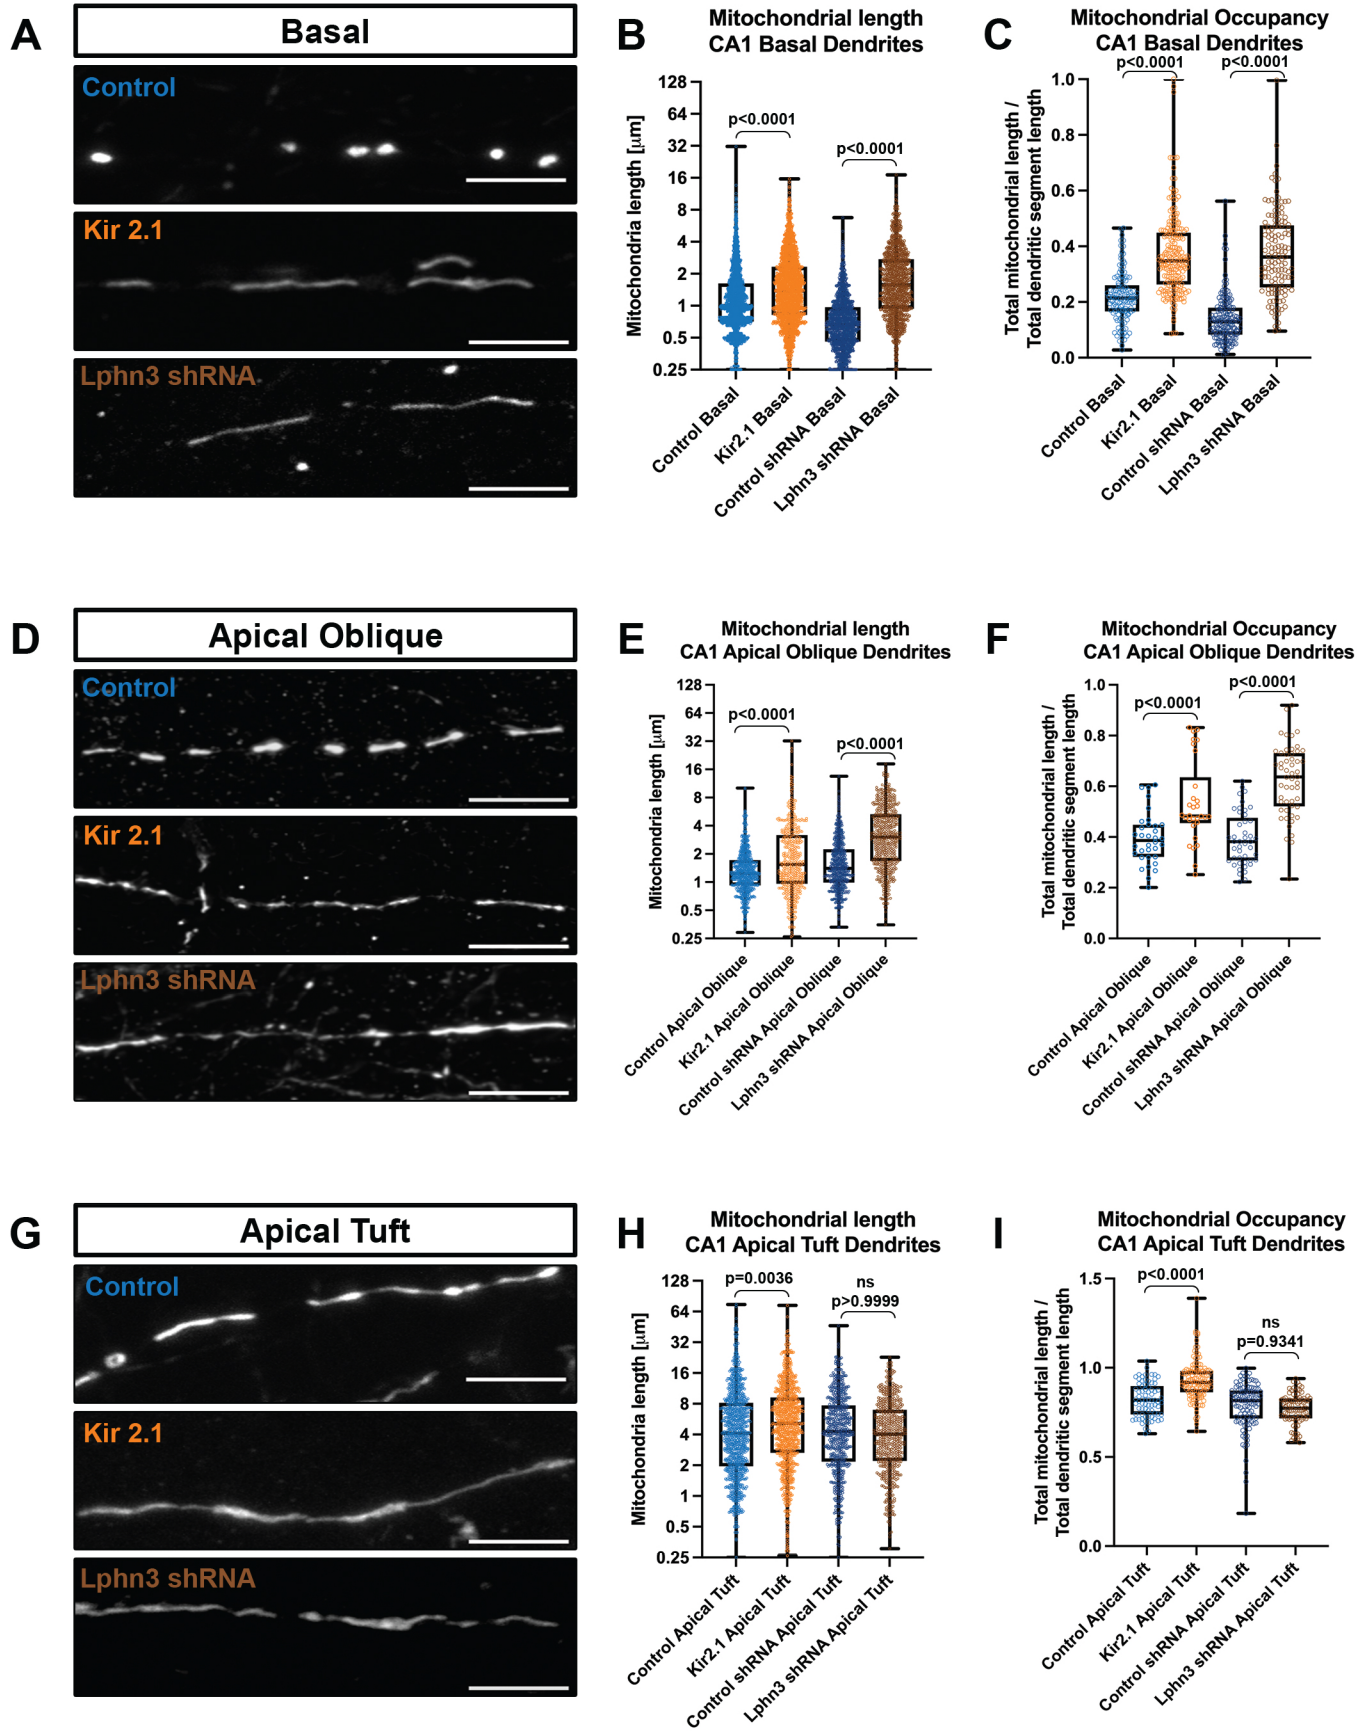 A
Basal
Control
Kir 2.1
Lphn3 shRNA
B
Mitochondrial length
CA1 Basal Dendrites
Mitochondria length [μm]
128
64
32
16
8
4
2
1
0.5
0.25
p<0.0001
p<0.0001
Control Basal
Kir2.1 Basal
Control shRNA Basal
Lphn3 shRNA Basal
C
Mitochondrial Occupancy
CA1 Basal Dendrites
Total mitochondrial length /
Total dendritic segment length
1.0
0.8
0.6
0.4
0.2
0.0
p<0.0001
p<0.0001
Control Basal
Kir2.1 Basal
Control shRNA Basal
Lphn3 shRNA Basal
D
Apical Oblique
Control
Kir 2.1
Lphn3 shRNA
E
Mitochondrial length
CA1 Apical Oblique Dendrites
Mitochondria length [μm]
128
64
32
16
8
4
2
1
0.5
0.25
p<0.0001
p<0.0001
Control Apical Oblique
Kir2.1 Apical Oblique
Control shRNA Apical Oblique
Lphn3 shRNA Apical Oblique
F
Mitochondrial Occupancy
CA1 Apical Oblique Dendrites
Total mitochondrial length /
Total dendritic segment length
1.0
0.8
0.6
0.4
0.2
0.0
p<0.0001
p<0.0001
Control Apical Oblique
Kir2.1 Apical Oblique
Control shRNA Apical Oblique
Lphn3 shRNA Apical Oblique
G
Apical Tuft
Control
Kir 2.1
Lphn3 shRNA
H
Mitochondrial length
CA1 Apical Tuft Dendrites
Mitochondrial length [μm]
128
64
32
16
8
4
2
1
0.5
0.25
p=0.0036
ns
p>0.9999
Control Apical Tuft
Kir2.1 Apical Tuft
Control shRNA Apical Tuft
Lphn3 shRNA Apical Tuft
I
Mitochondrial Occupancy
CA1 Apical Tuft Dendrites
Total mitochondrial length /
Total dendritic segment length
1.5
1.0
0.5
0.0
p<0.0001
ns
p=0.9341
Control Apical Tuft
Kir2.1 Apical Tuft
Control shRNA Apical Tuft
Lphn3 shRNA Apical Tuft